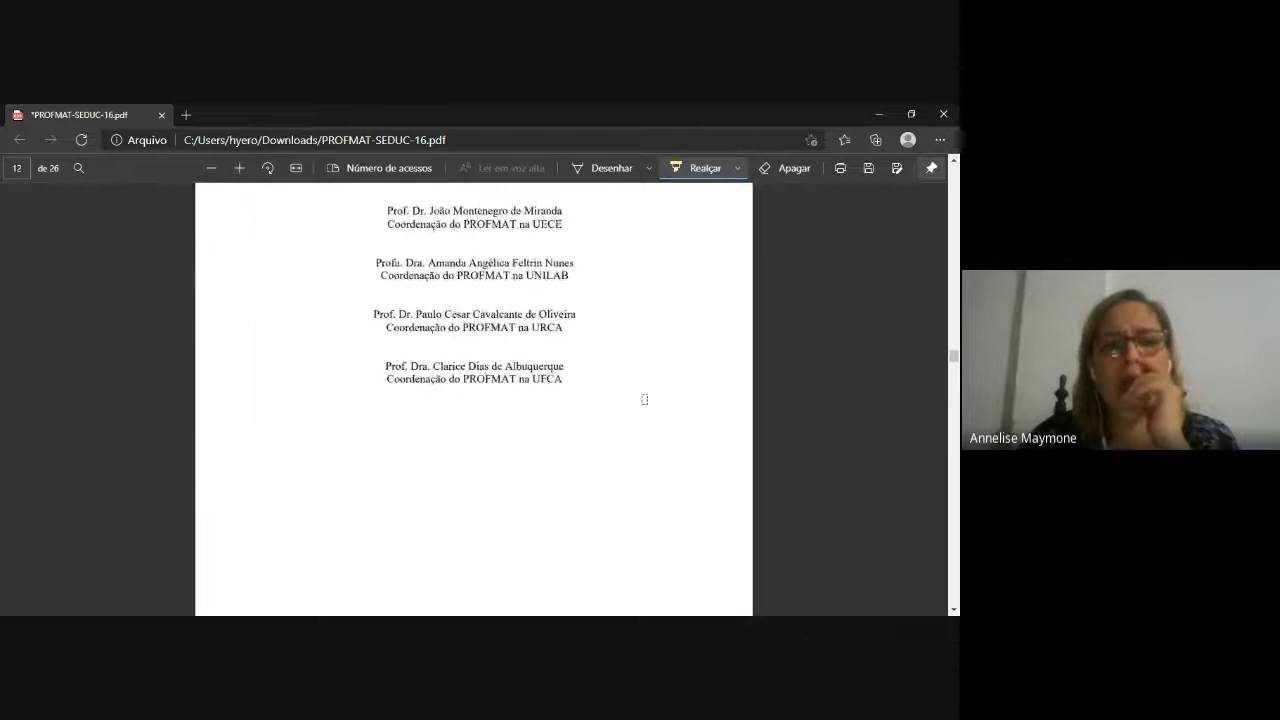 *PROFMAT-SEDUC-16.pdf
Arquivo
C:/Users/hyero/Downloads/PROFMAT-SEDUC-16.pdf
12 de 26
Número de acessos
Ler em voz alta
Desenhar
Realçar
Apagar
Prof. Dr. João Montenegro de Miranda
Coordenação do PROFMAT na UECE
Profa. Dra. Amanda Angélica Feltrin Nunes
Coordenação do PROFMAT na UNILAB
Prof. Dr. Paulo César Cavalcante de Oliveira
Coordenação do PROFMAT na URCA
Prof. Dra. Clarice Dias de Albuquerque
Coordenação do PROFMAT na UFCA
Annelise Maymone